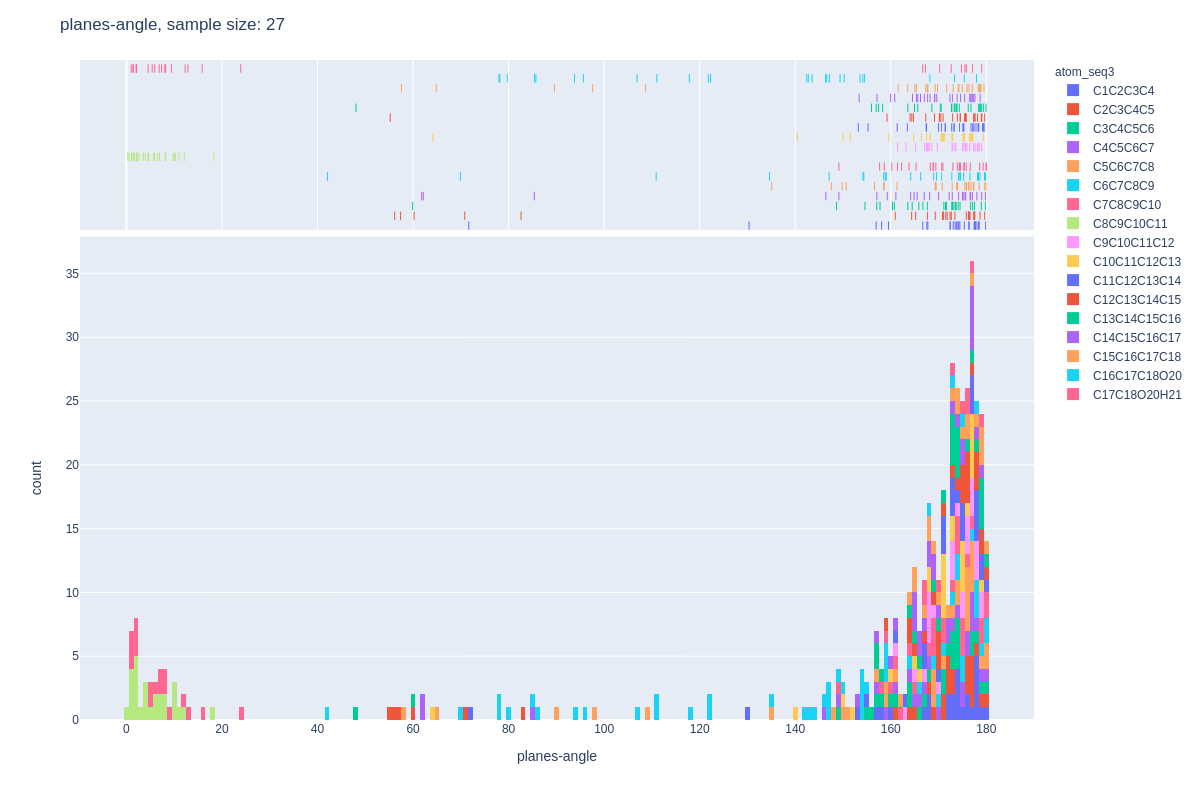 planes-angle, sample size: 27
atom_seq3
C1C2C3C4
C2C3C4C5
C3C4C5C6
C4C5C6C7
C5C6C7C8
C6C7C8C9
C7C8C9C10
C8C9C10C11
C9C10C11C12
C10C11C12C13
C11C12C13C14
C12C13C14C15
C13C14C15C16
C14C15C16C17
C15C16C17C18
C16C17C18O20
C17C18O20H21
35
30
25
20
15
10
5
0
count
0 20 40 60 80 100 120 140 160 180
planes-angle